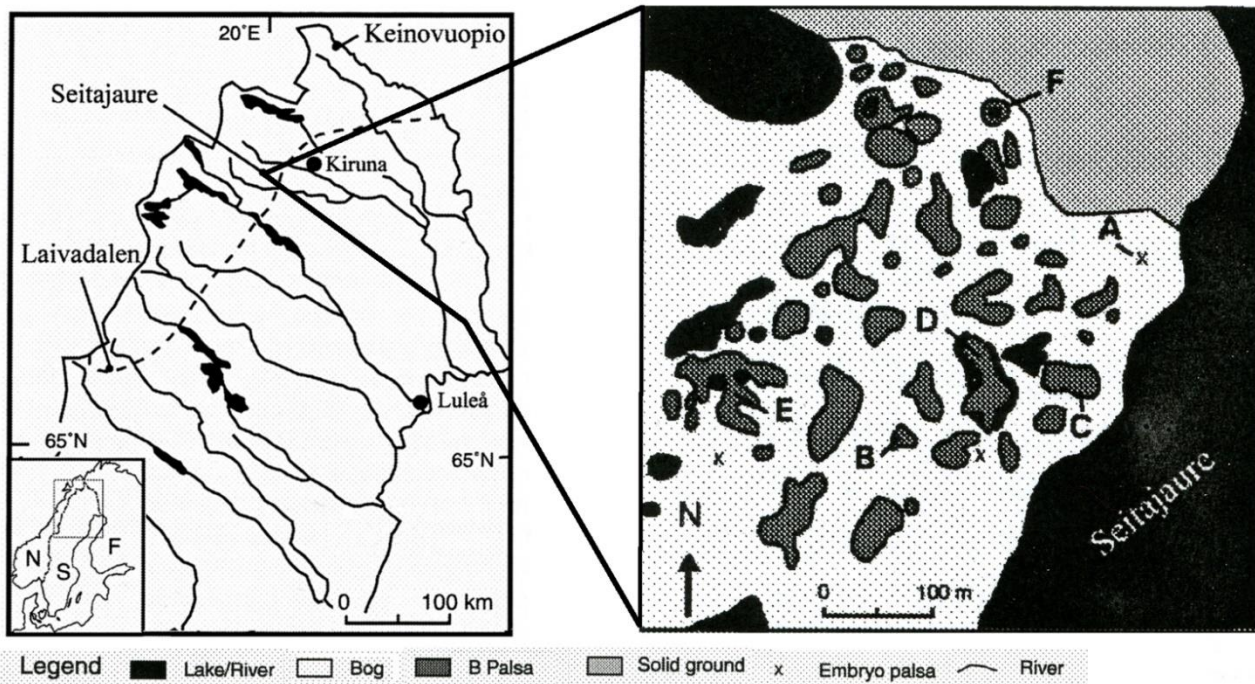 20°E
Keinovuopio
Seitajaure
Kiruna
Laivadalen
Luleå
65°N
65°N
N
S
F
0 100 km
F
A
D
E
C
B
N
Seitajaure
0 100 m
Legend Lake/River Bog B Palsa Solid ground x Embryo palsa River